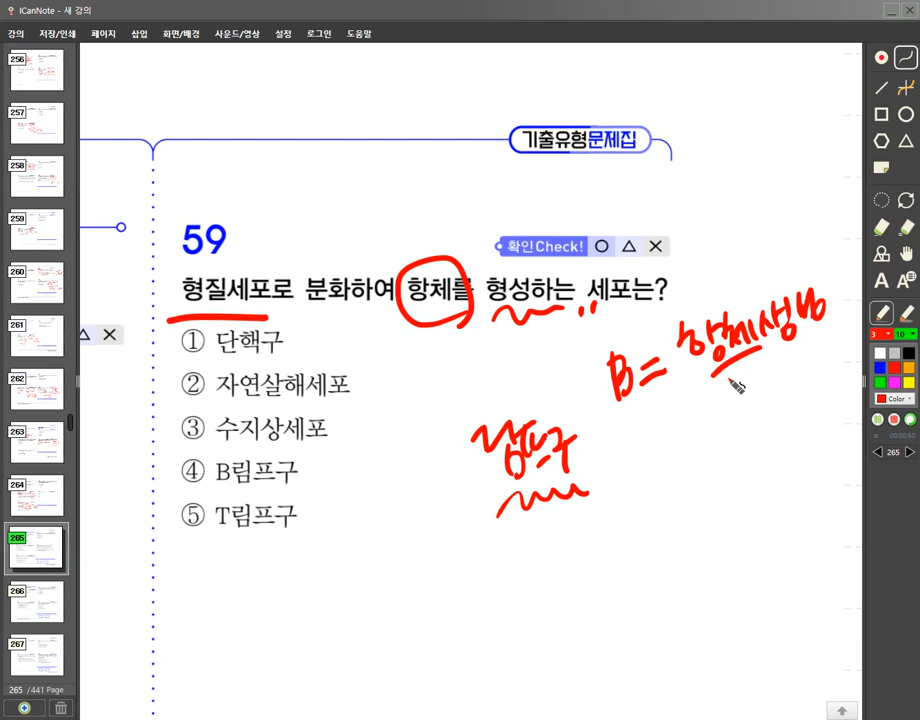 ICanNote - 새 강의
강의 저장/인쇄 페이지 삽입 화면/배경 사운드/영상 설정 로그인 도움말
256
257
258
259
260
261
262
263
264
265
266
267
265 /441 Page
기출유형문제집
59
확인Check! ○ △ ×
형질세포로 분화하여 항체를 형성하는 세포는?
① 단핵구
② 자연살해세포
③ 수지상세포
④ B림프구
⑤ T림프구
B= 항체생성
림프구
A
3 10
Color
00:00:50
265